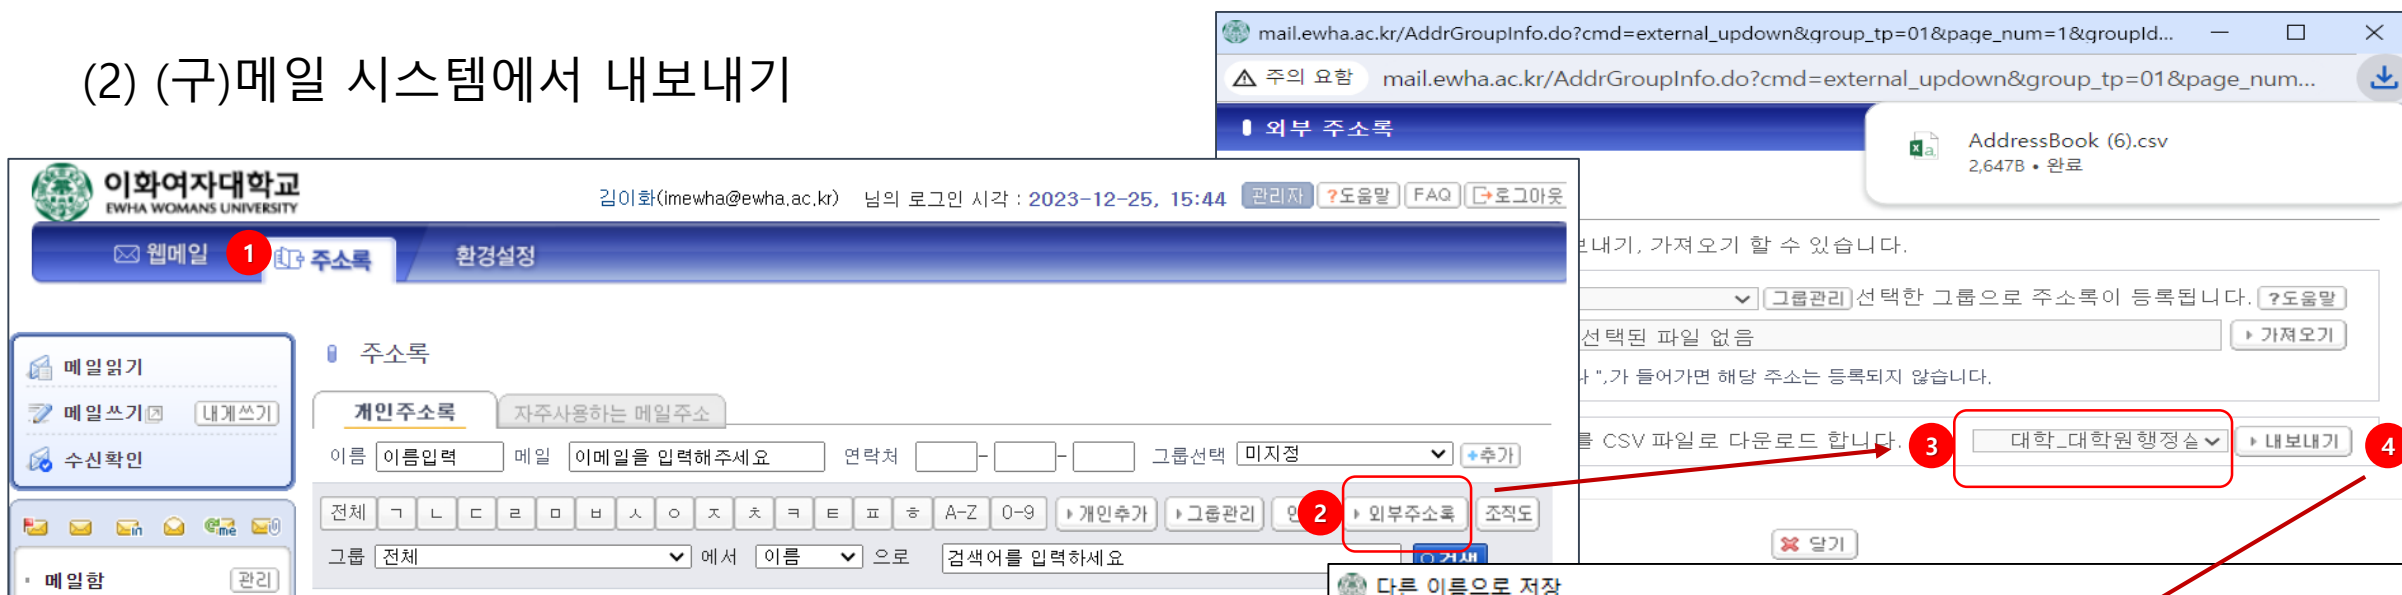 (2) (구)메일 시스템에서 내보내기
mail.ewha.ac.kr/AddrGroupInfo.do?cmd=external_updown&group_tp=01&page_num=1&groupId...
주의 요함 mail.ewha.ac.kr/AddrGroupInfo.do?cmd=external_updown&group_tp=01&page_num...
외부 주소록
AddressBook (6).csv
2,647B • 완료
이화여자대학교
EWHA WOMANS UNIVERSITY
김이화(imewha@ewha.ac.kr) 님의 로그인 시각 : 2023-12-25, 15:44 관리자 ?도움말 FAQ 로그아웃
웹메일 1 주소록 환경설정
보내기, 가져오기 할 수 있습니다.
그룹관리 선택한 그룹으로 주소록이 등록됩니다. ?도움말
선택된 파일 없음 가져오기
",가 들어가면 해당 주소는 등록되지 않습니다.
를 CSV 파일로 다운로드 합니다. 3 대학_대학원행정실 내보내기 4
닫기
메일읽기
메일쓰기 내게쓰기
수신확인
me
메일함 관리
주소록
개인주소록 자주사용하는 메일주소
이름 이름입력 메일 이메일을 입력해주세요 연락처 - - 그룹선택 미지정 +추가
전체 ㄱ ㄴ ㄷ ㄹ ㅁ ㅂ ㅅ ㅇ ㅈ ㅊ ㅋ ㅌ ㅍ ㅎ A-Z 0-9 개인추가 그룹관리 2 외부주소록 조직도
그룹 전체 에서 이름 으로 검색어를 입력하세요 검색
다른 이름으로 저장